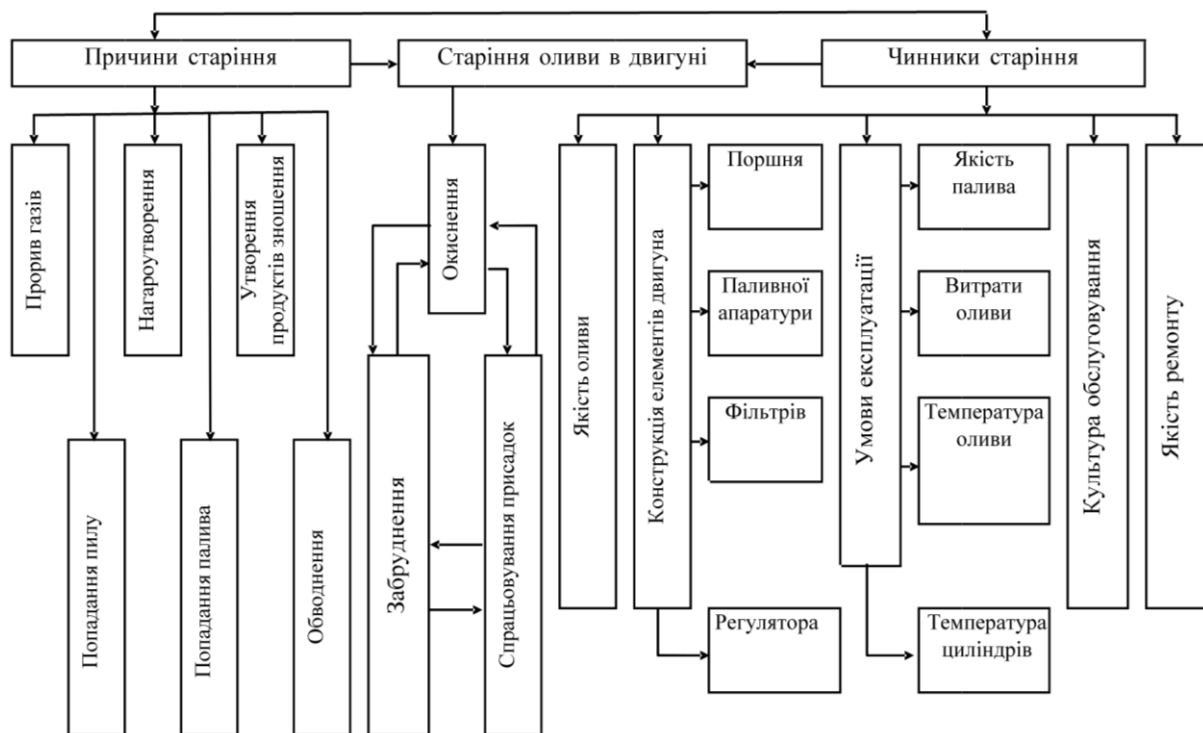 Причини старіння
Старіння оливи в двигуні
Чинники старіння
Прорив газів
Нагароутворення
Утворення
продуктів зношення
Попадання пилу
Попадання палива
Обводнення
Окиснення
Забруднення
Спрацьовування присадок
Якість оливи
Конструкція елементів двигуна
Поршня
Паливної
апаратури
Фільтрів
Регулятора
Умови експлуатації
Якість
палива
Витрати
оливи
Температура
оливи
Температура
циліндрів
Культура обслуговування
Якість ремонту